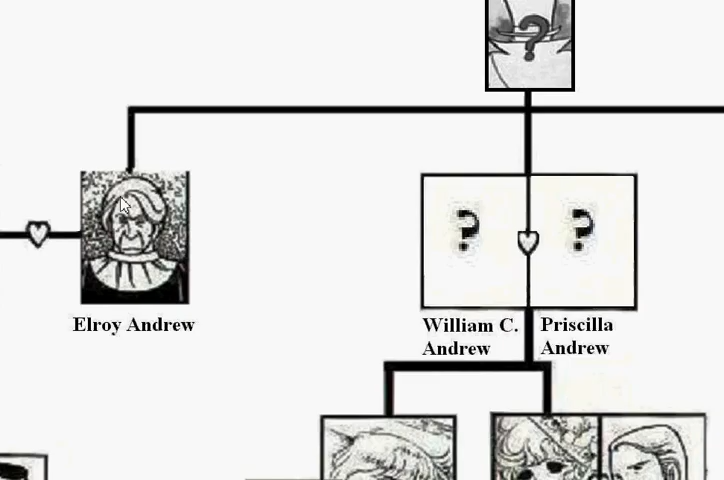 ?
? ?
Elroy Andrew
William C.
Andrew
Priscilla
Andrew